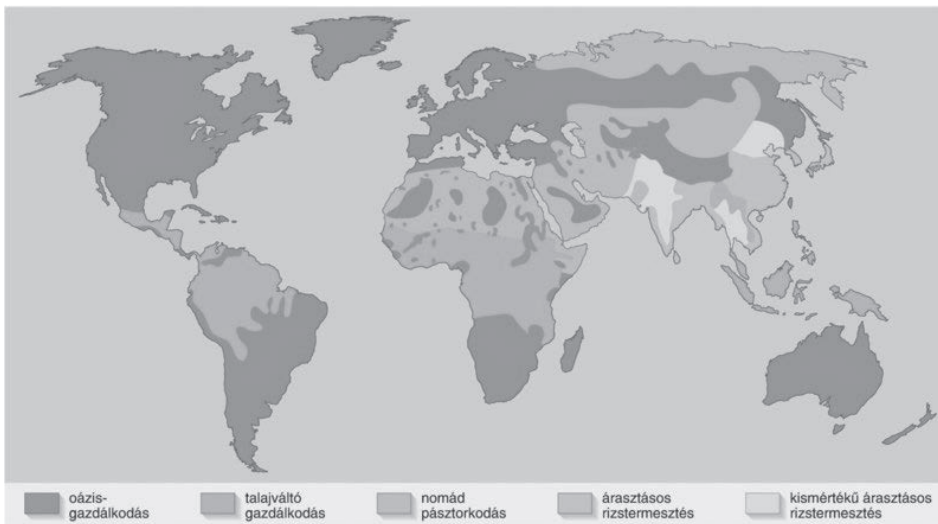 oázis-
gazdálkodás
talajváltó
gazdálkodás
nomád
pásztorkodás
árasztásos
rizstermesztés
kismértékű árasztásos
rizstermesztés